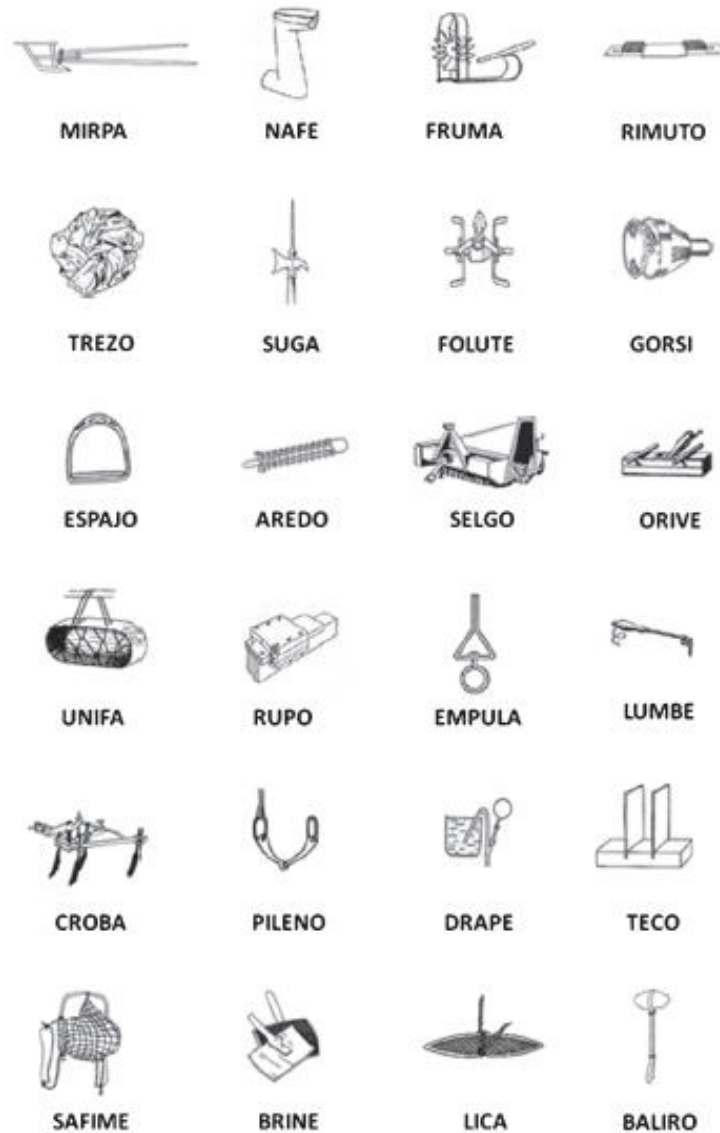 MIRPA NAFE FRUMA RIMUTO
TREZO SUGA FOLUTE GORSI
ESPAJO AREDO SELGO ORIVE
UNIFA RUPO EMPULA LUMBE
CROBA PILENO DRAPE TECO
SAFIME BRINE LICA BALIRO